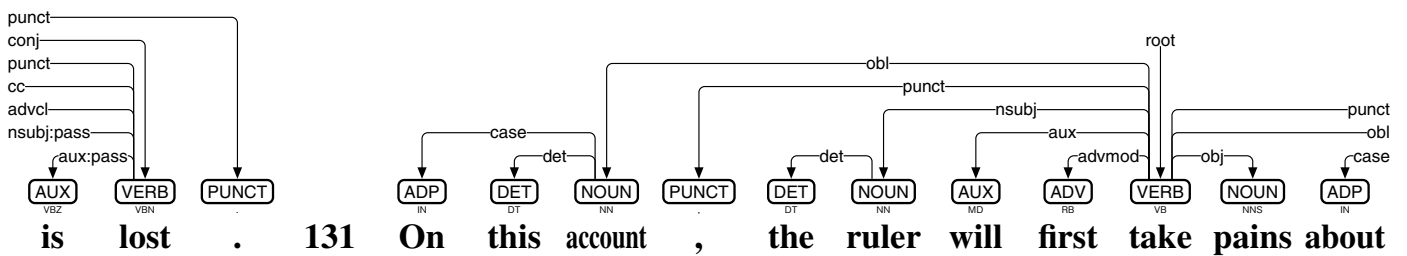 punct
conj root
punct obl
cc punct
advcl nsubj punct
nsubj:pass case aux obl
aux:pass det det advmod obj case
AUX VERB PUNCT ADP DET NOUN PUNCT DET NOUN AUX ADV VERB NOUN ADP
VBZ VBN . IN DT NN , DT NN MD RB VB NNS IN
is lost . 131 On this account , the ruler will first take pains about